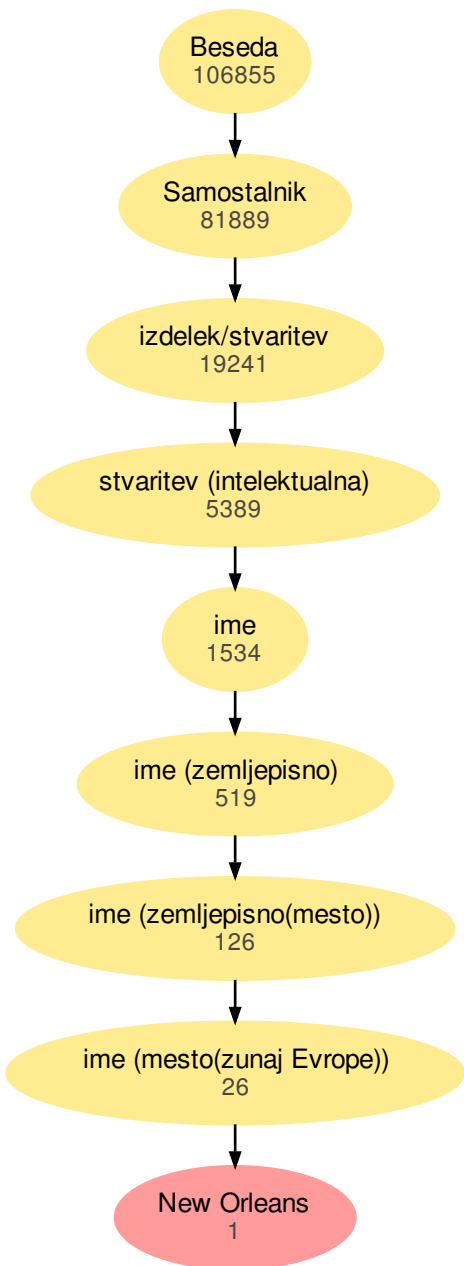 Beseda
106855
Samostalnik
81889
izdelek/stvaritev
19241
stvaritev (intelektualna)
5389
ime
1534
ime (zemljepisno)
519
ime (zemljepisno(mesto))
126
ime (mesto(zunaj Evrope))
26
New Orleans
1